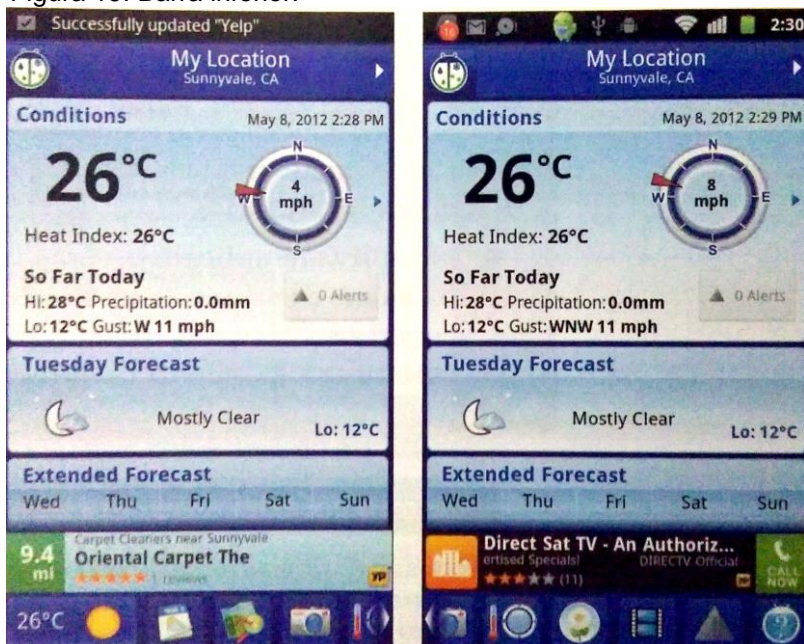 Successfully updated "Yelp"
My Location
Sunnyvale, CA
Conditions
May 8, 2012 2:28 PM
26°C
N
W
E
S
4
mph
Heat Index: 26°C
So Far Today
Hi: 28°C Precipitation: 0.0mm
Lo: 12°C Gust: W 11 mph
0 Alerts
Tuesday Forecast
Mostly Clear
Lo: 12°C
Extended Forecast
Wed Thu Fri Sat Sun
9.4
mi
Carpet Cleaners near Sunnyvale
Oriental Carpet The
1 reviews
YP
26°C
16
2:30
My Location
Sunnyvale, CA
Conditions
May 8, 2012 2:29 PM
26°C
N
W
E
S
8
mph
Heat Index: 26°C
So Far Today
Hi: 28°C Precipitation: 0.0mm
Lo: 12°C Gust: WNW 11 mph
0 Alerts
Tuesday Forecast
Mostly Clear
Lo: 12°C
Extended Forecast
Wed Thu Fri Sat Sun
Direct Sat TV - An Authoriz...
ertised Specials! DIRECTV Official
(11)
CALL
NOW
?